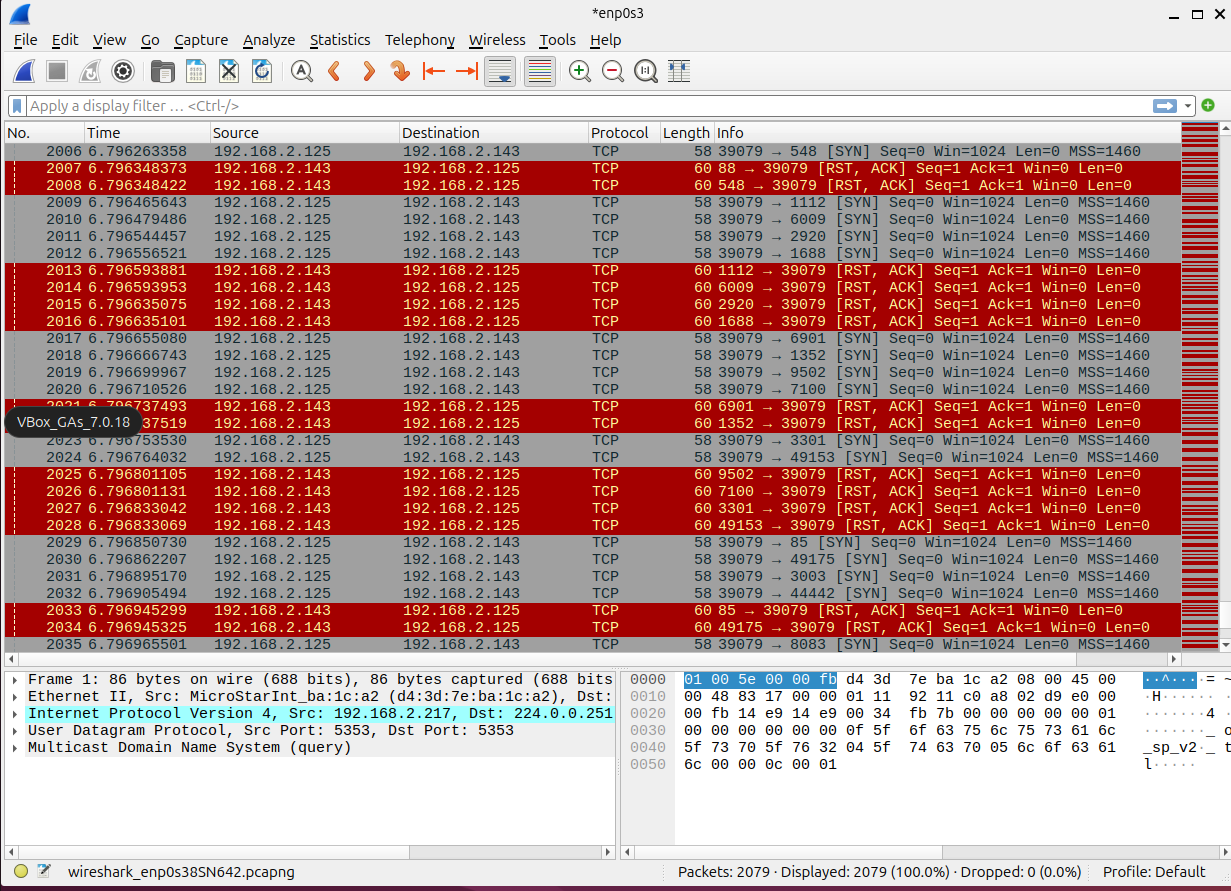 *enp0s3
File Edit View Go Capture Analyze Statistics Telephony Wireless Tools Help
Apply a display filter … <Ctrl-/>
No. Time Source Destination Protocol Length Info
2006 6.796263358 192.168.2.125 192.168.2.143 TCP 58 39079 → 548 [SYN] Seq=0 Win=1024 Len=0 MSS=1460
2007 6.796348373 192.168.2.143 192.168.2.125 TCP 60 88 → 39079 [RST, ACK] Seq=1 Ack=1 Win=0 Len=0
2008 6.796348422 192.168.2.143 192.168.2.125 TCP 60 548 → 39079 [RST, ACK] Seq=1 Ack=1 Win=0 Len=0
2009 6.796465643 192.168.2.125 192.168.2.143 TCP 58 39079 → 1112 [SYN] Seq=0 Win=1024 Len=0 MSS=1460
2010 6.796479486 192.168.2.125 192.168.2.143 TCP 58 39079 → 6009 [SYN] Seq=0 Win=1024 Len=0 MSS=1460
2011 6.796544457 192.168.2.125 192.168.2.143 TCP 58 39079 → 2920 [SYN] Seq=0 Win=1024 Len=0 MSS=1460
2012 6.796556521 192.168.2.125 192.168.2.143 TCP 58 39079 → 1688 [SYN] Seq=0 Win=1024 Len=0 MSS=1460
2013 6.796593881 192.168.2.143 192.168.2.125 TCP 60 1112 → 39079 [RST, ACK] Seq=1 Ack=1 Win=0 Len=0
2014 6.796593953 192.168.2.143 192.168.2.125 TCP 60 6009 → 39079 [RST, ACK] Seq=1 Ack=1 Win=0 Len=0
2015 6.796635075 192.168.2.143 192.168.2.125 TCP 60 2920 → 39079 [RST, ACK] Seq=1 Ack=1 Win=0 Len=0
2016 6.796635101 192.168.2.143 192.168.2.125 TCP 60 1688 → 39079 [RST, ACK] Seq=1 Ack=1 Win=0 Len=0
2017 6.796655080 192.168.2.125 192.168.2.143 TCP 58 39079 → 6901 [SYN] Seq=0 Win=1024 Len=0 MSS=1460
2018 6.796666743 192.168.2.125 192.168.2.143 TCP 58 39079 → 1352 [SYN] Seq=0 Win=1024 Len=0 MSS=1460
2019 6.796699967 192.168.2.125 192.168.2.143 TCP 58 39079 → 9502 [SYN] Seq=0 Win=1024 Len=0 MSS=1460
2020 6.796710526 192.168.2.125 192.168.2.143 TCP 58 39079 → 7100 [SYN] Seq=0 Win=1024 Len=0 MSS=1460
2021 6.796737493 192.168.2.143 192.168.2.125 TCP 60 6901 → 39079 [RST, ACK] Seq=1 Ack=1 Win=0 Len=0
VBox_GAs_7.0.18 37519 192.168.2.143 192.168.2.125 TCP 60 1352 → 39079 [RST, ACK] Seq=1 Ack=1 Win=0 Len=0
2023 6.796753530 192.168.2.125 192.168.2.143 TCP 58 39079 → 3301 [SYN] Seq=0 Win=1024 Len=0 MSS=1460
2024 6.796764032 192.168.2.125 192.168.2.143 TCP 58 39079 → 49153 [SYN] Seq=0 Win=1024 Len=0 MSS=1460
2025 6.796801105 192.168.2.143 192.168.2.125 TCP 60 9502 → 39079 [RST, ACK] Seq=1 Ack=1 Win=0 Len=0
2026 6.796801131 192.168.2.143 192.168.2.125 TCP 60 7100 → 39079 [RST, ACK] Seq=1 Ack=1 Win=0 Len=0
2027 6.796833042 192.168.2.143 192.168.2.125 TCP 60 3301 → 39079 [RST, ACK] Seq=1 Ack=1 Win=0 Len=0
2028 6.796833069 192.168.2.143 192.168.2.125 TCP 60 49153 → 39079 [RST, ACK] Seq=1 Ack=1 Win=0 Len=0
2029 6.796850730 192.168.2.125 192.168.2.143 TCP 58 39079 → 85 [SYN] Seq=0 Win=1024 Len=0 MSS=1460
2030 6.796862207 192.168.2.125 192.168.2.143 TCP 58 39079 → 49175 [SYN] Seq=0 Win=1024 Len=0 MSS=1460
2031 6.796895170 192.168.2.125 192.168.2.143 TCP 58 39079 → 3003 [SYN] Seq=0 Win=1024 Len=0 MSS=1460
2032 6.796905494 192.168.2.125 192.168.2.143 TCP 58 39079 → 44442 [SYN] Seq=0 Win=1024 Len=0 MSS=1460
2033 6.796945299 192.168.2.143 192.168.2.125 TCP 60 85 → 39079 [RST, ACK] Seq=1 Ack=1 Win=0 Len=0
2034 6.796945325 192.168.2.143 192.168.2.125 TCP 60 49175 → 39079 [RST, ACK] Seq=1 Ack=1 Win=0 Len=0
2035 6.796965501 192.168.2.125 192.168.2.143 TCP 58 39079 → 8083 [SYN] Seq=0 Win=1024 Len=0 MSS=1460
Frame 1: 86 bytes on wire (688 bits), 86 bytes captured (688 bits
Ethernet II, Src: MicroStarInt_ba:1c:a2 (d4:3d:7e:ba:1c:a2), Dst:
Internet Protocol Version 4, Src: 192.168.2.217, Dst: 224.0.0.251
User Datagram Protocol, Src Port: 5353, Dst Port: 5353
Multicast Domain Name System (query)
0000 01 00 5e 00 00 fb d4 3d 7e ba 1c a2 08 00 45 00 ··^····= ~
0010 00 48 83 17 00 00 01 11 92 11 c0 a8 02 d9 e0 00 ·H······
0020 00 fb 14 e9 14 e9 00 34 fb 7b 00 00 00 00 00 01 ·······4 ·
0030 00 00 00 00 00 00 0f 5f 6f 63 75 6c 75 73 61 6c ·······_ o
0040 5f 73 70 5f 76 32 04 5f 74 63 70 05 6c 6f 63 61 _sp_v2·_ t
0050 6c 00 00 0c 00 01 l·····
wireshark_enp0s38SN642.pcapng
Packets: 2079 · Displayed: 2079 (100.0%) · Dropped: 0 (0.0%)
Profile: Default